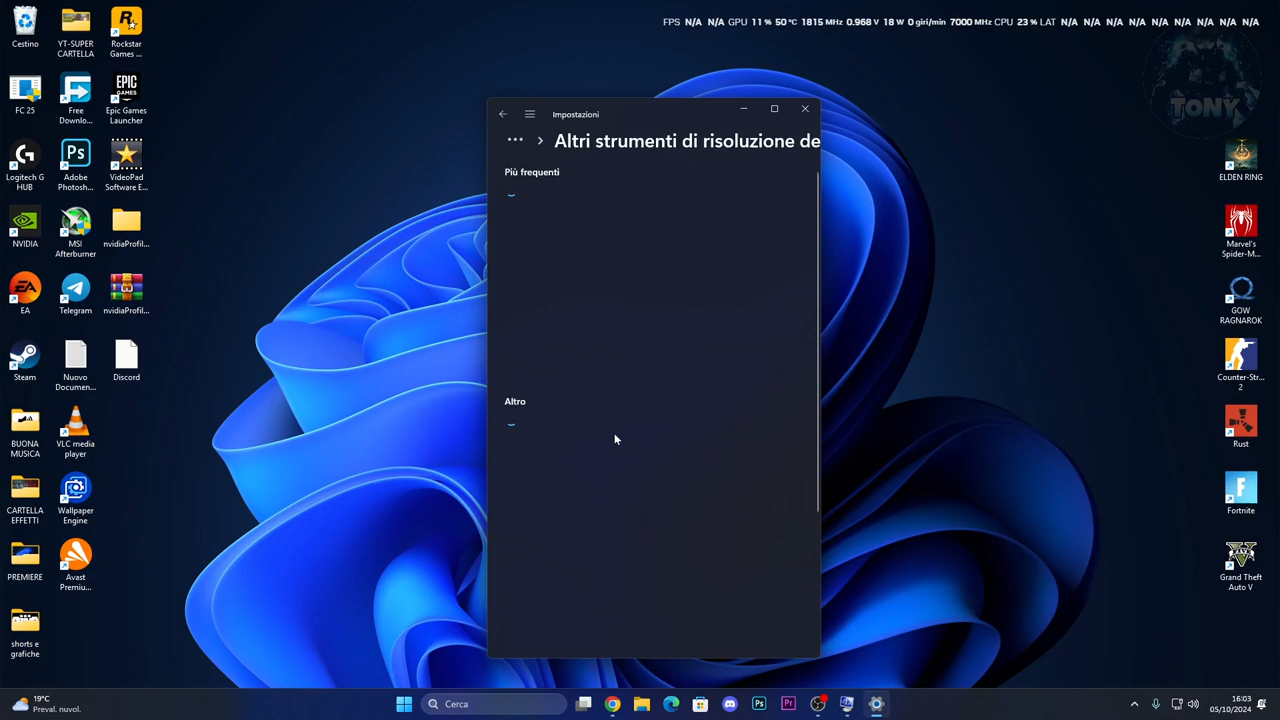 FPS N/A N/A GPU 11 % 50 °C 1815 MHz 0.968 V 18 W 0 giri/min 7000 MHz CPU 23 % LAT N/A N/A N/A N/A N/A N/A N/A N/A
Cestino
YT-SUPER CARTELLA
Rockstar Games ...
FC 25
Free Downlo...
Epic Games Launcher
Logitech G HUB
Adobe Photosh...
VideoPad Software E...
NVIDIA
MSI Afterburner
nvidiaProfil...
EA
Telegram
nvidiaProfil...
Steam
Nuovo Documen...
Discord
BUONA MUSICA
VLC media player
CARTELLA EFFETTI
Wallpaper Engine
PREMIERE
Avast Premiu...
shorts e grafiche
Impostazioni
Altri strumenti di risoluzione de
Più frequenti
Altro
TONY
ELDEN RING
Marvel's Spider-M...
GOW RAGNAROK
Counter-Str... 2
Rust
Fortnite
Grand Theft Auto V
19°C
Preval. nuvol.
Cerca
16:03
05/10/2024